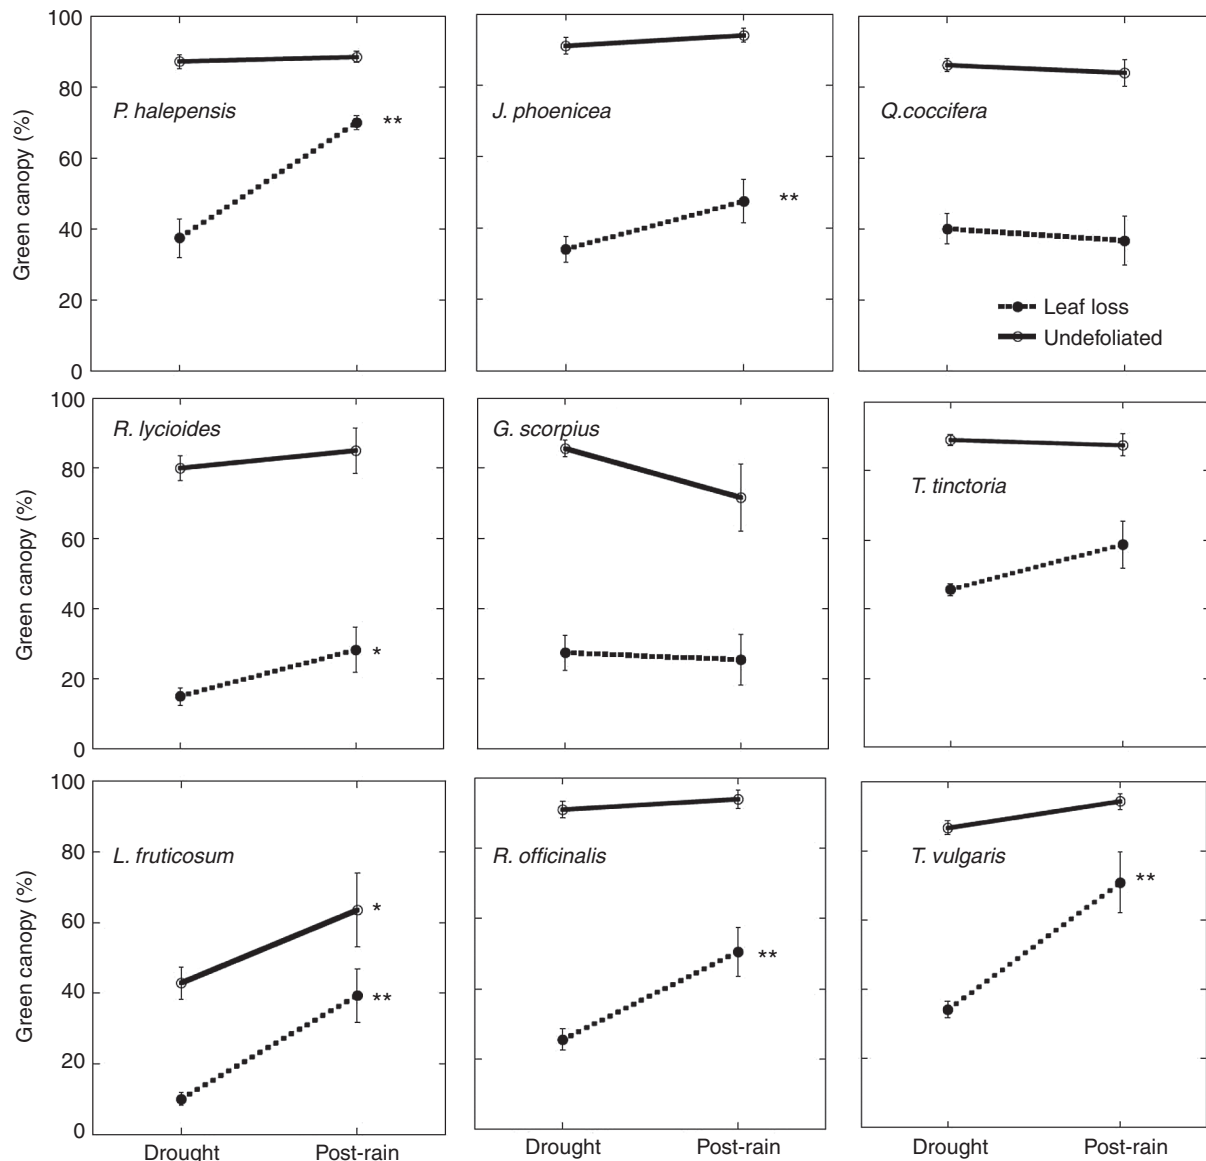 100
80
60
40
20
0
Green canopy (%)
P. halepensis
**
J. phoenicea
**
Q.coccifera
Leaf loss
Undefoliated
100
80
60
40
20
0
Green canopy (%)
R. lycioides
*
G. scorpius
T. tinctoria
100
80
60
40
20
0
Green canopy (%)
L. fruticosum
*
**
R. officinalis
**
T. vulgaris
**
Drought Post-rain
Drought Post-rain
Drought Post-rain